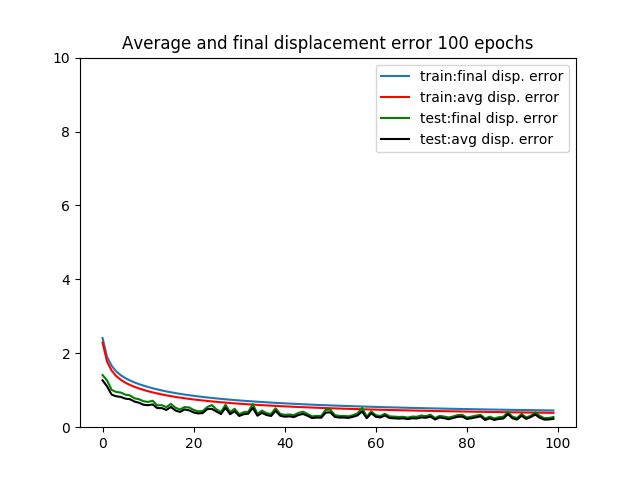 Average and final displacement error 100 epochs
10
8
6
4
2
0
train:final disp. error
train:avg disp. error
test:final disp. error
test:avg disp. error
0 20 40 60 80 100